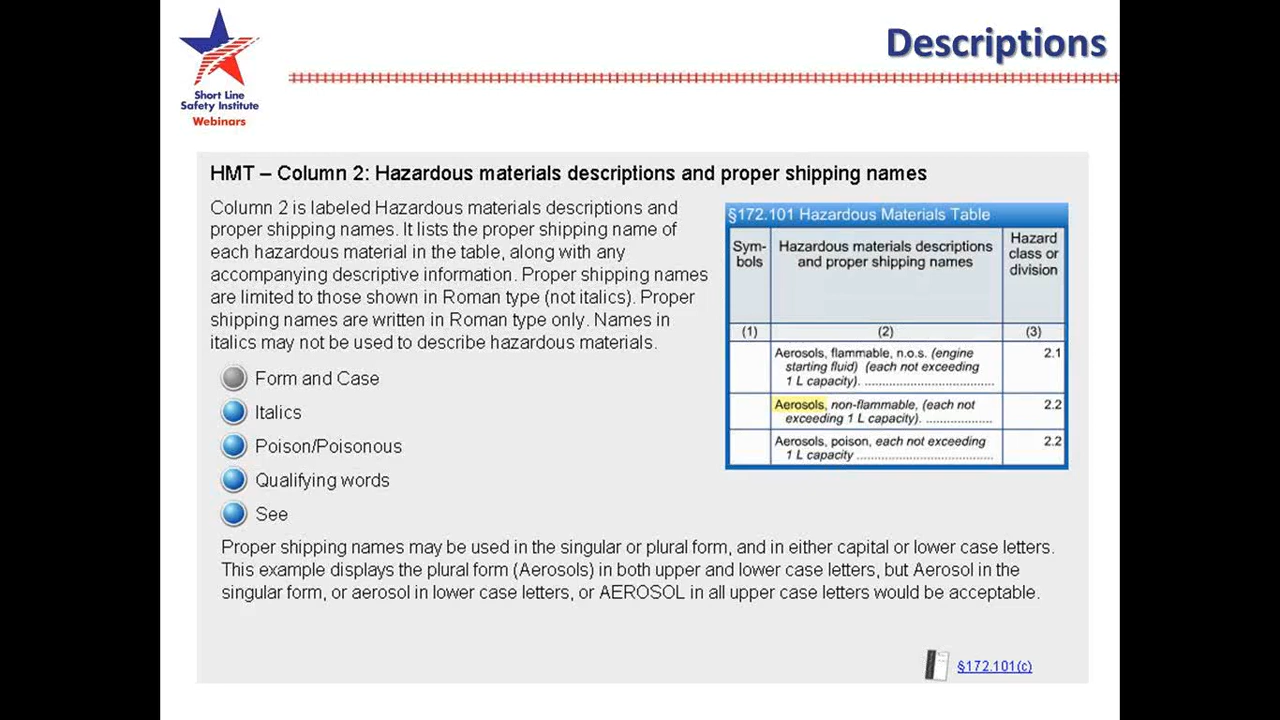 Descriptions
Short Line
Safety Institute
Webinars
HMT – Column 2: Hazardous materials descriptions and proper shipping names
Column 2 is labeled Hazardous materials descriptions and
proper shipping names. It lists the proper shipping name of
each hazardous material in the table, along with any
accompanying descriptive information. Proper shipping names
are limited to those shown in Roman type (not italics). Proper
shipping names are written in Roman type only. Names in
italics may not be used to describe hazardous materials.
§172.101 Hazardous Materials Table
Sym-
bols
Hazardous materials descriptions
and proper shipping names
Hazard
class or
division
(1) (2) (3)
Aerosols, flammable, n.o.s. (engine 2.1
starting fluid) (each not exceeding
1 L capacity). ................................
Aerosols, non-flammable, (each not 2.2
exceeding 1 L capacity). ................
Aerosols, poison, each not exceeding 2.2
1 L capacity .................................
Form and Case
Italics
Poison/Poisonous
Qualifying words
See
Proper shipping names may be used in the singular or plural form, and in either capital or lower case letters.
This example displays the plural form (Aerosols) in both upper and lower case letters, but Aerosol in the
singular form, or aerosol in lower case letters, or AEROSOL in all upper case letters would be acceptable.
§172.101(c)